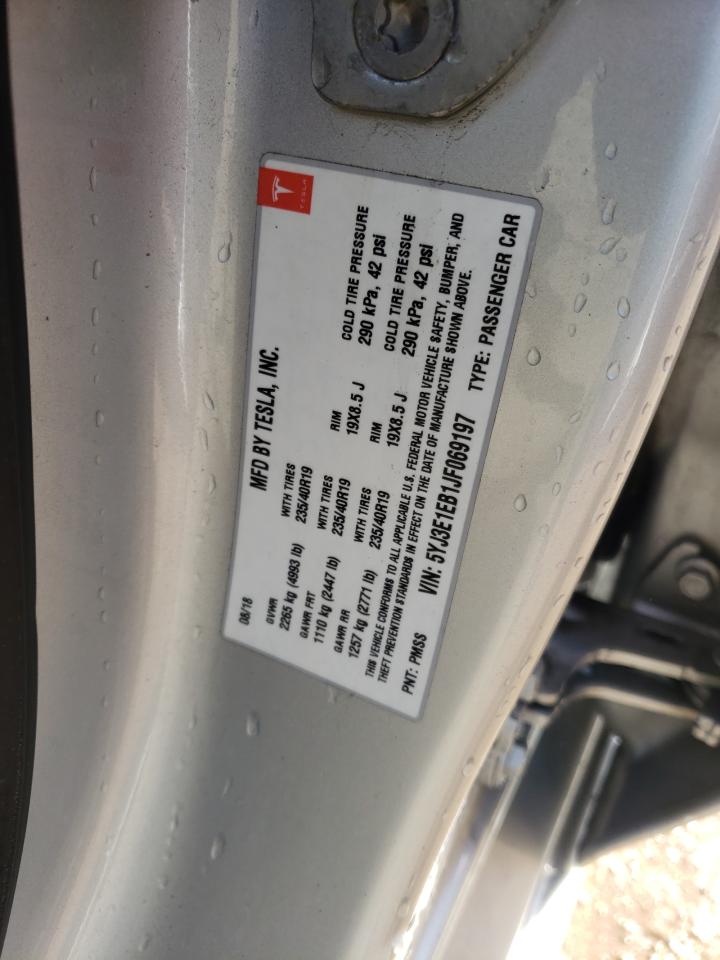 TESLA
MFD BY TESLA, INC.
08/18
GVWR
2265 kg (4993 lb)
WITH TIRES
235/40R19
RIM
19X8.5 J
COLD TIRE PRESSURE
290 kPa, 42 psi
GAWR FRT
1110 kg (2447 lb)
WITH TIRES
235/40R19
RIM
19X8.5 J
COLD TIRE PRESSURE
290 kPa, 42 psi
GAWR RR
1257 kg (2771 lb)
WITH TIRES
235/40R19
THIS VEHICLE CONFORMS TO ALL APPLICABLE U.S. FEDERAL MOTOR VEHICLE SAFETY, BUMPER, AND
THEFT PREVENTION STANDARDS IN EFFECT ON THE DATE OF MANUFACTURE SHOWN ABOVE.
PNT: PMSS
VIN: 5YJ3E1EB1JF069197
TYPE: PASSENGER CAR